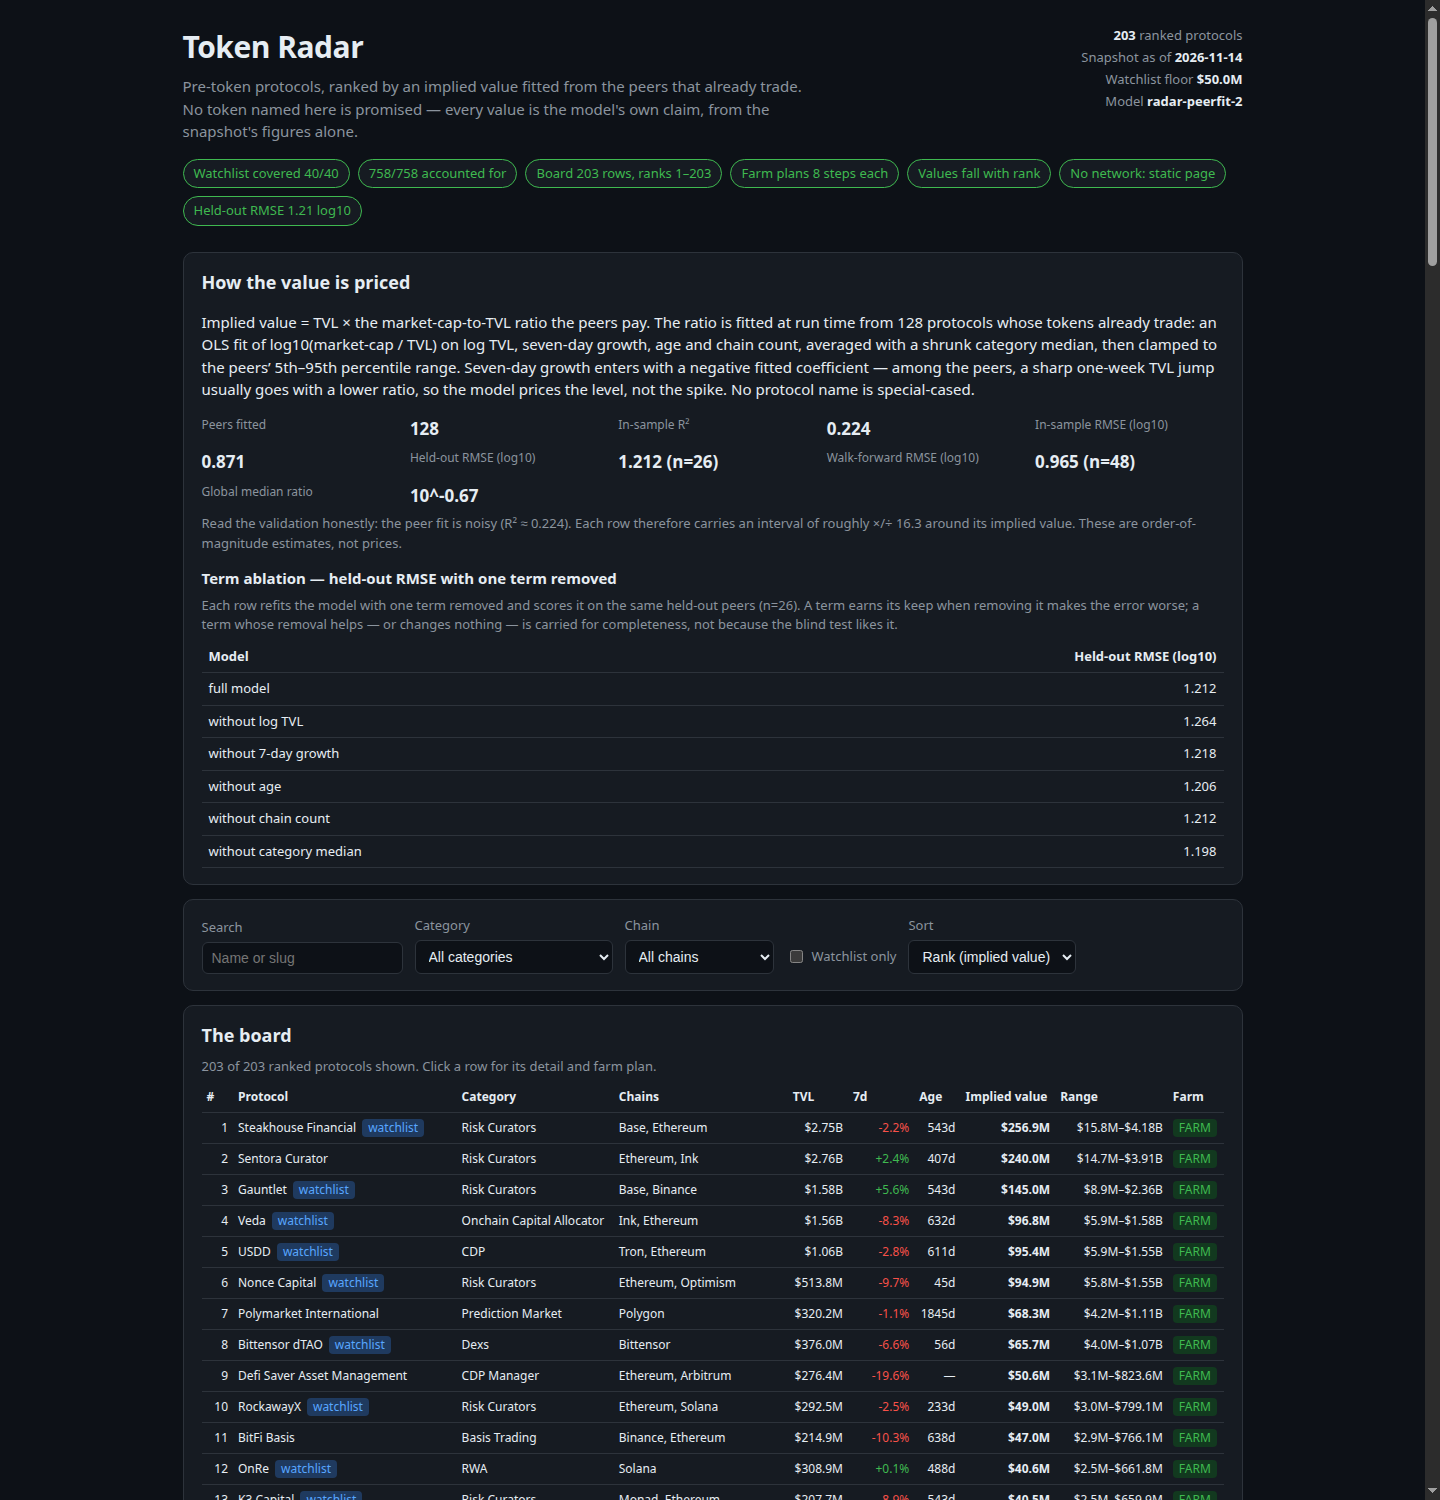 Token Radar
Pre-token protocols, ranked by an implied value fitted from the peers that already trade.
No token named here is promised — every value is the model's own claim, from the
snapshot's figures alone.
203 ranked protocols
Snapshot as of 2026-11-14
Watchlist floor $50.0M
Model radar-peerfit-2
Watchlist covered 40/40 758/758 accounted for Board 203 rows, ranks 1–203 Farm plans 8 steps each Values fall with rank No network: static page
Held-out RMSE 1.21 log10
How the value is priced
Implied value = TVL × the market-cap-to-TVL ratio the peers pay. The ratio is fitted at run time from 128 protocols whose tokens already trade: an
OLS fit of log10(market-cap / TVL) on log TVL, seven-day growth, age and chain count, averaged with a shrunk category median, then clamped to
the peers’ 5th–95th percentile range. Seven-day growth enters with a negative fitted coefficient — among the peers, a sharp one-week TVL jump
usually goes with a lower ratio, so the model prices the level, not the spike. No protocol name is special-cased.
Peers fitted 128 In-sample R² 0.224 In-sample RMSE (log10)
0.871 Held-out RMSE (log10) 1.212 (n=26) Walk-forward RMSE (log10) 0.965 (n=48)
Global median ratio 10^-0.67
Read the validation honestly: the peer fit is noisy (R² ≈ 0.224). Each row therefore carries an interval of roughly ×/÷ 16.3 around its implied value. These are order-of-
magnitude estimates, not prices.
Term ablation — held-out RMSE with one term removed
Each row refits the model with one term removed and scores it on the same held-out peers (n=26). A term earns its keep when removing it makes the error worse; a
term whose removal helps — or changes nothing — is carried for completeness, not because the blind test likes it.
Model Held-out RMSE (log10)
full model 1.212
without log TVL 1.264
without 7-day growth 1.218
without age 1.206
without chain count 1.212
without category median 1.198
Search Category Chain Sort
Name or slug All categories All chains Watchlist only Rank (implied value)
The board
203 of 203 ranked protocols shown. Click a row for its detail and farm plan.
# Protocol Category Chains TVL 7d Age Implied value Range Farm
1 Steakhouse Financial watchlist Risk Curators Base, Ethereum $2.75B -2.2% 543d $256.9M $15.8M–$4.18B FARM
2 Sentora Curator Risk Curators Ethereum, Ink $2.76B +2.4% 407d $240.0M $14.7M–$3.91B FARM
3 Gauntlet watchlist Risk Curators Base, Binance $1.58B +5.6% 543d $145.0M $8.9M–$2.36B FARM
4 Veda watchlist Onchain Capital Allocator Ink, Ethereum $1.56B -8.3% 632d $96.8M $5.9M–$1.58B FARM
5 USDD watchlist CDP Tron, Ethereum $1.06B -2.8% 611d $95.4M $5.9M–$1.55B FARM
6 Nonce Capital watchlist Risk Curators Ethereum, Optimism $513.8M -9.7% 45d $94.9M $5.8M–$1.55B FARM
7 Polymarket International Prediction Market Polygon $320.2M -1.1% 1845d $68.3M $4.2M–$1.11B FARM
8 Bittensor dTAO watchlist Dexs Bittensor $376.0M -6.6% 56d $65.7M $4.0M–$1.07B FARM
9 Defi Saver Asset Management CDP Manager Ethereum, Arbitrum $276.4M -19.6% — $50.6M $3.1M–$823.6M FARM
10 RockawayX watchlist Risk Curators Ethereum, Solana $292.5M -2.5% 233d $49.0M $3.0M–$799.1M FARM
11 BitFi Basis Basis Trading Binance, Ethereum $214.9M -10.3% 638d $47.0M $2.9M–$766.1M FARM
12 OnRe watchlist RWA Solana $308.9M +0.1% 488d $40.6M $2.5M–$661.8M FARM
13 K3 Capital watchlist Risk Curators Monad, Ethereum $207.7M -8.9% 543d $40.5M $2.5M–$659.9M FARM